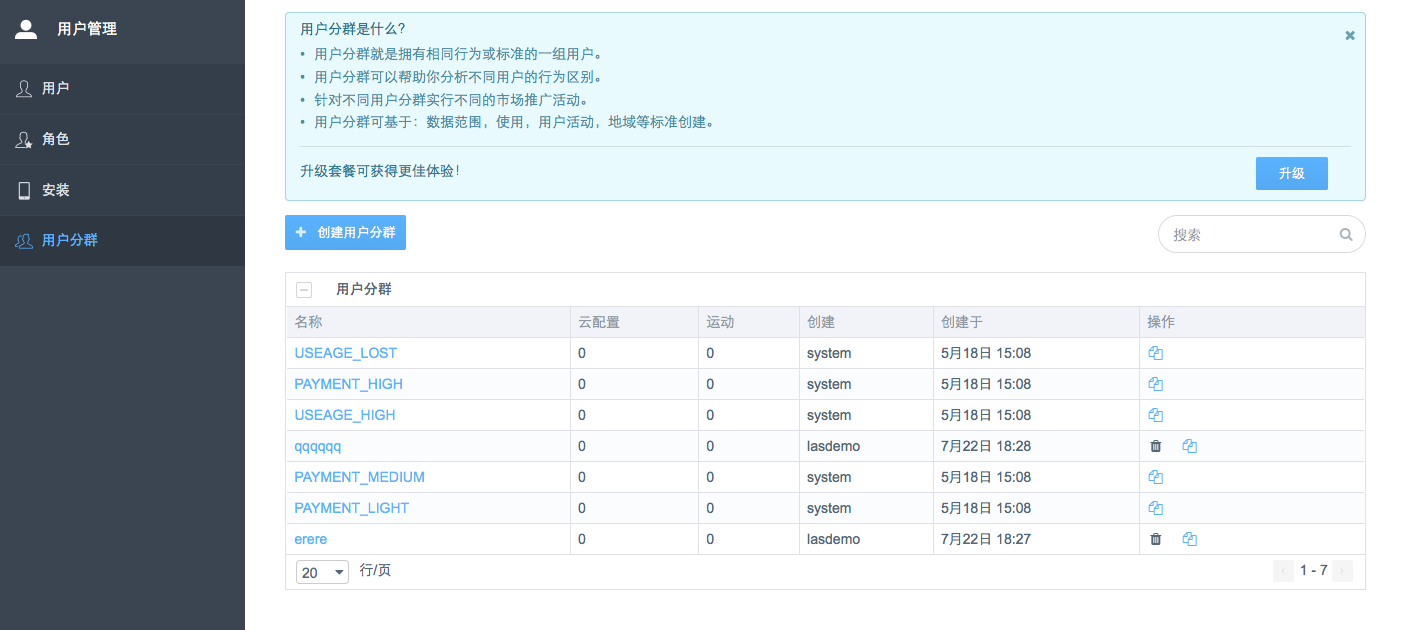 用户管理
用户
角色
安装
用户分群
用户分群是什么?
• 用户分群就是拥有相同行为或标准的一组用户。
• 用户分群可以帮助你分析不同用户的行为区别。
• 针对不同用户分群实行不同的市场推广活动。
• 用户分群可基于：数据范围，使用，用户活动，地域等标准创建。
升级套餐可获得更佳体验！
升级
创建用户分群
搜索
用户分群
名称 云配置 运动 创建 创建于 操作
USEAGE_LOST 0 0 system 5月18日 15:08
PAYMENT_HIGH 0 0 system 5月18日 15:08
USEAGE_HIGH 0 0 system 5月18日 15:08
qqqqqq 0 0 lasdemo 7月22日 18:28
PAYMENT_MEDIUM 0 0 system 5月18日 15:08
PAYMENT_LIGHT 0 0 system 5月18日 15:08
erere 0 0 lasdemo 7月22日 18:27
20 行/页 1 - 7